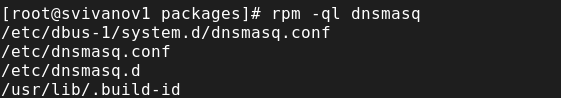 [root@svivanov1 packages]# rpm -ql dnsmasq
/etc/dbus-1/system.d/dnsmasq.conf
/etc/dnsmasq.conf
/etc/dnsmasq.d
/usr/lib/.build-id